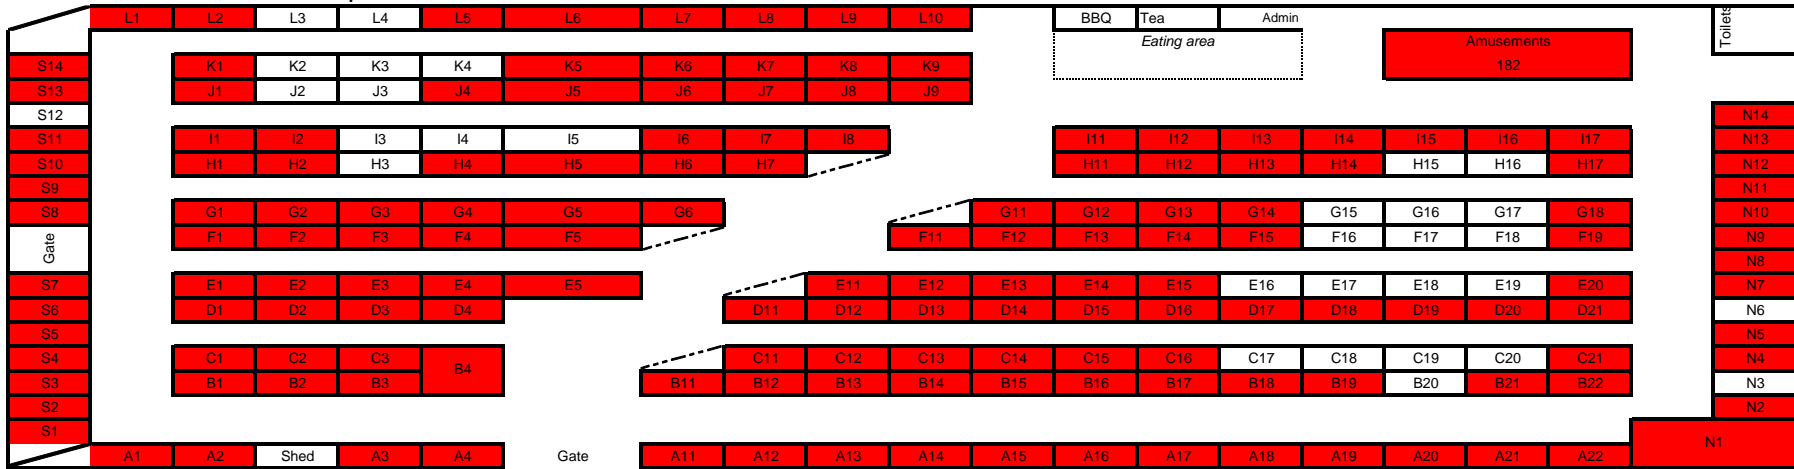 L1 L2 L3 L4 L5 L6 L7 L8 L9 L10 BBQ Tea Admin Toilets
Eating area Amusements
S14 K1 K2 K3 K4 K5 K6 K7 K8 K9 182
S13 J1 J2 J3 J4 J5 J6 J7 J8 J9
S12 N14
S11 I1 I2 I3 I4 I5 I6 I7 I8 I11 I12 I13 I14 I15 I16 I17 N13
S10 H1 H2 H3 H4 H5 H6 H7 H11 H12 H13 H14 H15 H16 H17 N12
S9 N11
S8 G1 G2 G3 G4 G5 G6 G11 G12 G13 G14 G15 G16 G17 G18 N10
Gate F1 F2 F3 F4 F5 F11 F12 F13 F14 F15 F16 F17 F18 F19 N9
N8
S7 E1 E2 E3 E4 E5 E11 E12 E13 E14 E15 E16 E17 E18 E19 E20 N7
S6 D1 D2 D3 D4 D11 D12 D13 D14 D15 D16 D17 D18 D19 D20 D21 N6
S5 N5
S4 C1 C2 C3 B4 C11 C12 C13 C14 C15 C16 C17 C18 C19 C20 C21 N4
S3 B1 B2 B3 B11 B12 B13 B14 B15 B16 B17 B18 B19 B20 B21 B22 N3
S2 N2
S1 N1
A1 A2 Shed A3 A4 Gate A11 A12 A13 A14 A15 A16 A17 A18 A19 A20 A21 A22